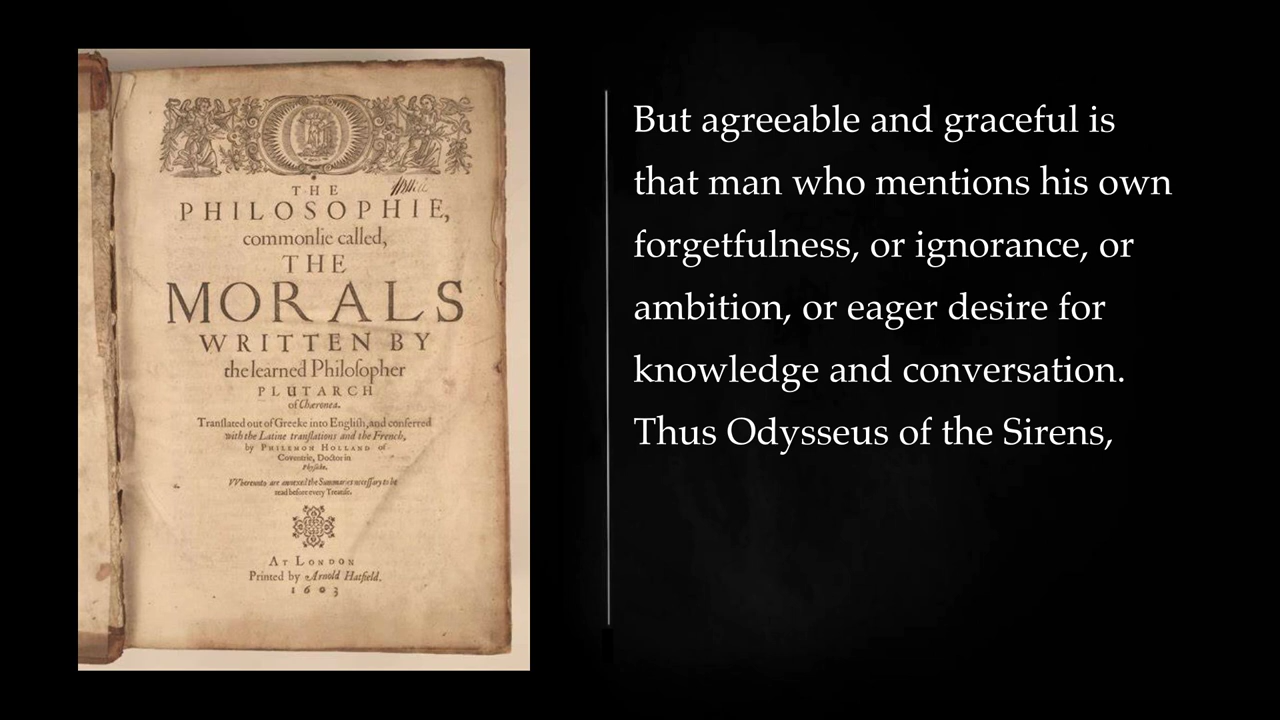 THE
PHILOSOPHIE,
commonlie called,
THE
MORALS
WRITTEN BY
the learned Philoſopher
PLUTARCH
of Chæronea.
Tranſlated out of Greeke into Engliſh, and conferred
with the Latine tranſlations and the French,
by PHILEMON HOLLAND of
Coventrie, Doctor in
Phyſicke.
VVhereunto are annexed the Summaries neceſſary to be
read before every Treatiſe.
AT LONDON
Printed by Arnold Hatfield.
1603
But agreeable and graceful is
that man who mentions his own
forgetfulness, or ignorance, or
ambition, or eager desire for
knowledge and conversation.
Thus Odysseus of the Sirens,